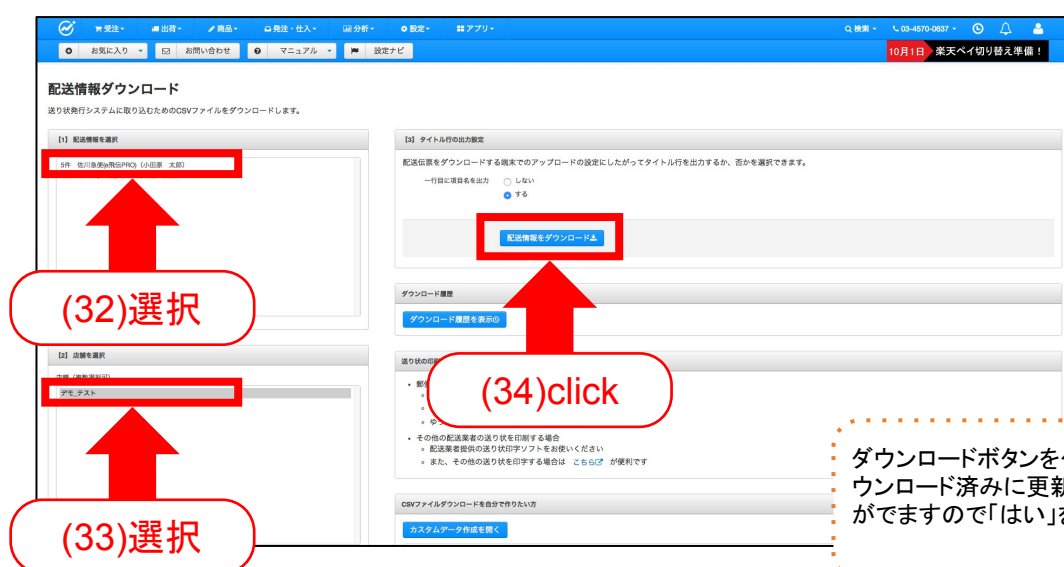 受注 出荷 商品 発注・仕入 分析 設定 アプリ 検索 03-4570-0637
お気に入り お問い合わせ マニュアル 設定ナビ 10月1日 楽天ペイ切り替え準備！
配送情報ダウンロード
送り状発行システムに取り込むためのCSVファイルをダウンロードします。
【1】配送情報を選択
5件 佐川急便(e飛伝PRO)（小田原 太郎）
(32)選択
【2】店舗を選択
店舗（複数選択可）
デモ_テスト
(33)選択
【3】タイトル行の出力設定
配送伝票をダウンロードする端末でのアップロードの設定にしたがってタイトル行を出力するか、否かを選択できます。
一行目に項目名を出力 しない
する
配送情報をダウンロード
ダウンロード履歴
ダウンロード履歴を表示
(34)click
送り状の印
郵
ゆ
その他の配送業者の送り状を印刷する場合
配送業者提供の送り状印字ソフトをお使いください
また、その他の送り状を印字する場合は こちら が便利です
CSVファイルダウンロードを自分で作りたい方
カスタムデータ作成を開く
ダウンロードボタンを
ウンロード済みに更新
がでますので「はい」を